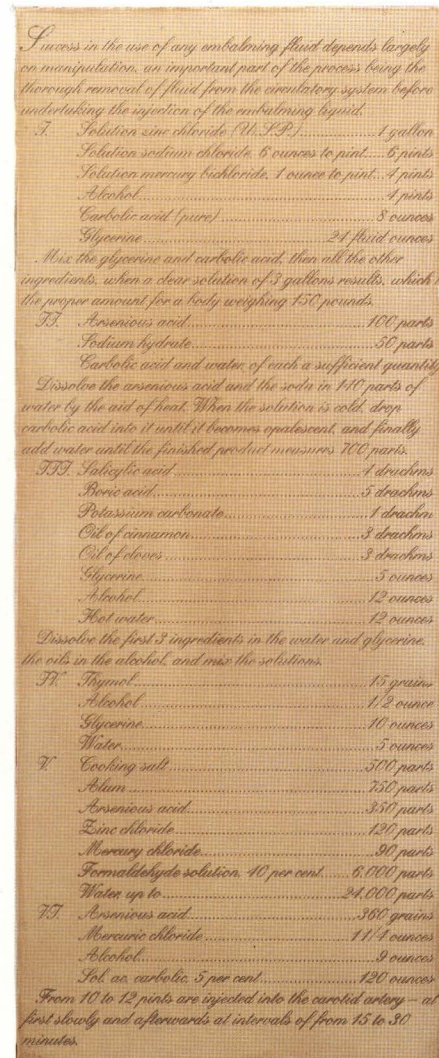 Sucess in the use of any embalming fluid depends largely
on manipulation, an important part of the process being the
thorough removal of fluid from the circulatory system before
undertaking the injection of the embalming liquid.
I. Solution zinc chloride (U.S.P.)..........1 gallon
Solution sodium chloride, 6 ounces to pint....6 pints
Solution mercury bichloride, 1 ounce to pint...4 pints
Alcohol..........4 pints
Carbolic acid (pure)..........8 ounces
Glycerine..........24 fluid ounces
Mix the glycerine and carbolic acid, then all the other
ingredients, when a clear solution of 3 gallons results, which
the proper amount for a body weighing 150 pounds.
II. Arsenious acid..........100 parts
Sodium hydrate..........50 parts
Carbolic acid and water, of each a sufficient quantity
Dissolve the arsenious acid and the soda in 140 parts of
water by the aid of heat. When the solution is cold, drop
carbolic acid into it until it becomes opalescent, and finally
add water until the finished product measures 700 parts.
III. Salicylic acid..........4 drachms
Boric acid..........5 drachms
Potassium carbonate..........1 drachm
Oil of cinnamon..........3 drachms
Oil of cloves..........3 drachms
Glycerine..........5 ounces
Alcohol..........12 ounces
Hot water..........12 ounces
Dissolve the first 3 ingredients in the water and glycerine,
the oils in the alcohol, and mix the solutions.
IV. Thymol..........15 grains
Alcohol..........1/2 ounce
Glycerine..........10 ounces
Water..........5 ounces
V. Cooking salt..........500 parts
Alum..........750 parts
Arsenious acid..........350 parts
Zinc chloride..........120 parts
Mercury chloride..........90 parts
Formaldehyde solution, 40 per cent.....6,000 parts
Water, up to..........24,000 parts
VI. Arsenious acid..........360 grains
Mercuric chloride..........1 1/4 ounces
Alcohol..........9 ounces
Sol. ac. carbolic, 5 per cent..........120 ounces
From 10 to 12 pints are injected into the carotid artery — at
first slowly and afterwards at intervals of from 15 to 30
minutes.